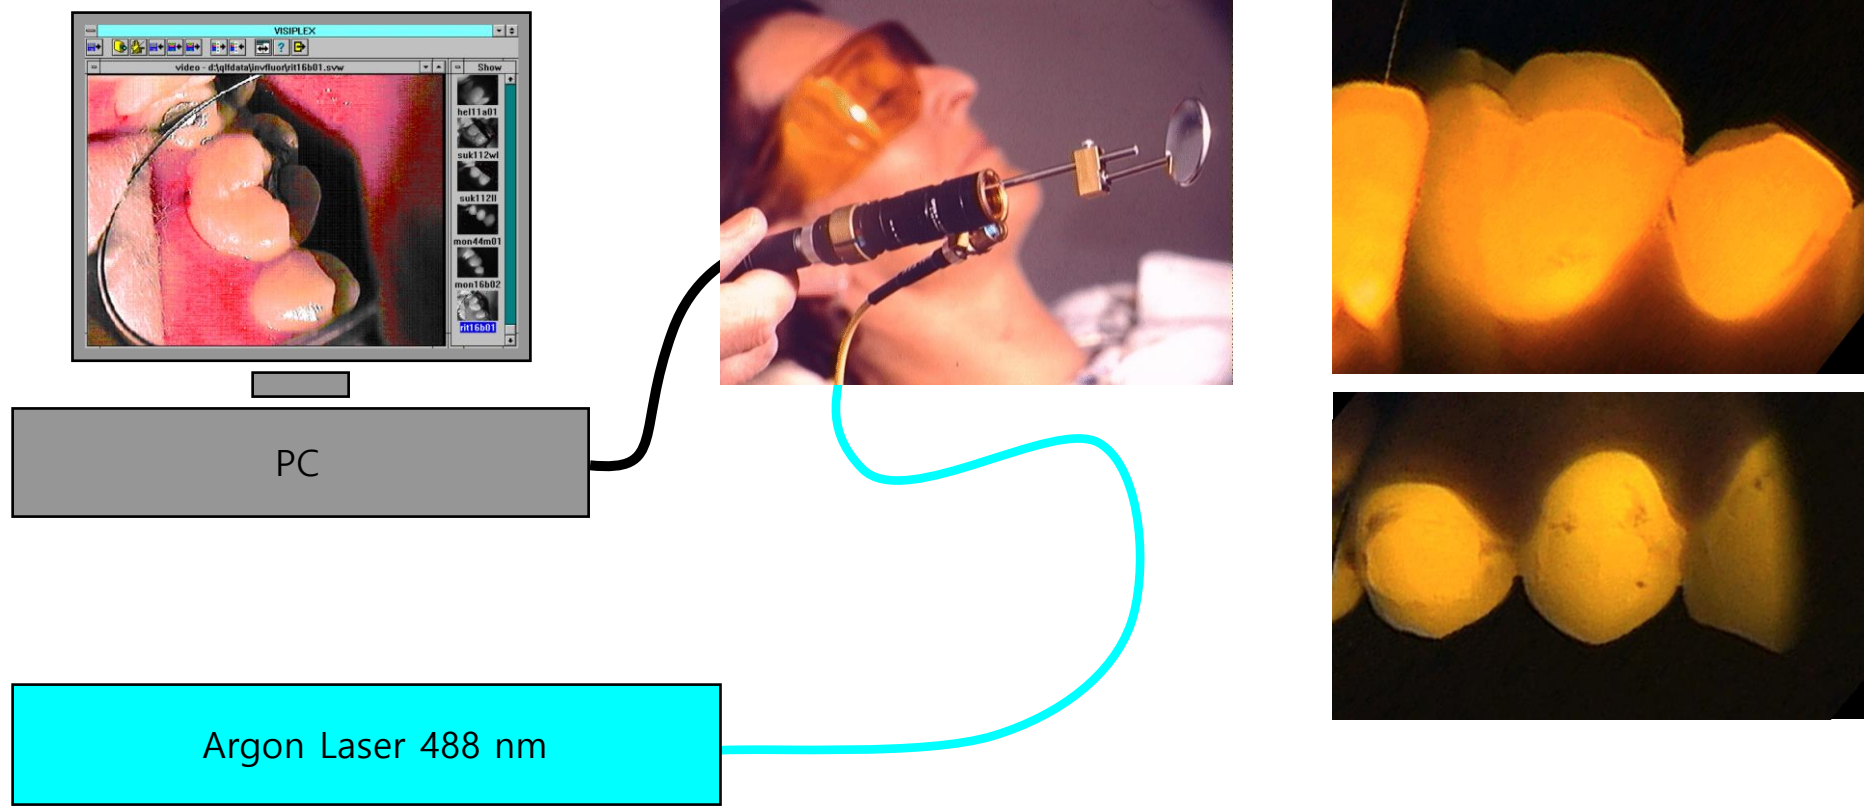 VISIPLEX
video - d:\qlfdata\invfluor\rit16b01.svw
Show
hel11a01
suk112wl
suk112ll
mon44m01
mon16b02
rit16b01
PC
Argon Laser 488 nm